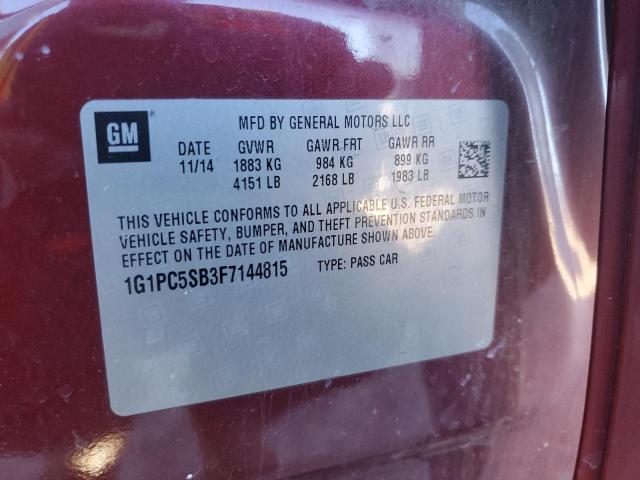 GM
MFD BY GENERAL MOTORS LLC
DATE GVWR GAWR FRT GAWR RR
11/14 1883 KG 984 KG 899 KG
4151 LB 2168 LB 1983 LB
THIS VEHICLE CONFORMS TO ALL APPLICABLE U.S. FEDERAL MOTOR
VEHICLE SAFETY, BUMPER, AND THEFT PREVENTION STANDARDS IN
EFFECT ON THE DATE OF MANUFACTURE SHOWN ABOVE.
1G1PC5SB3F7144815 TYPE: PASS CAR